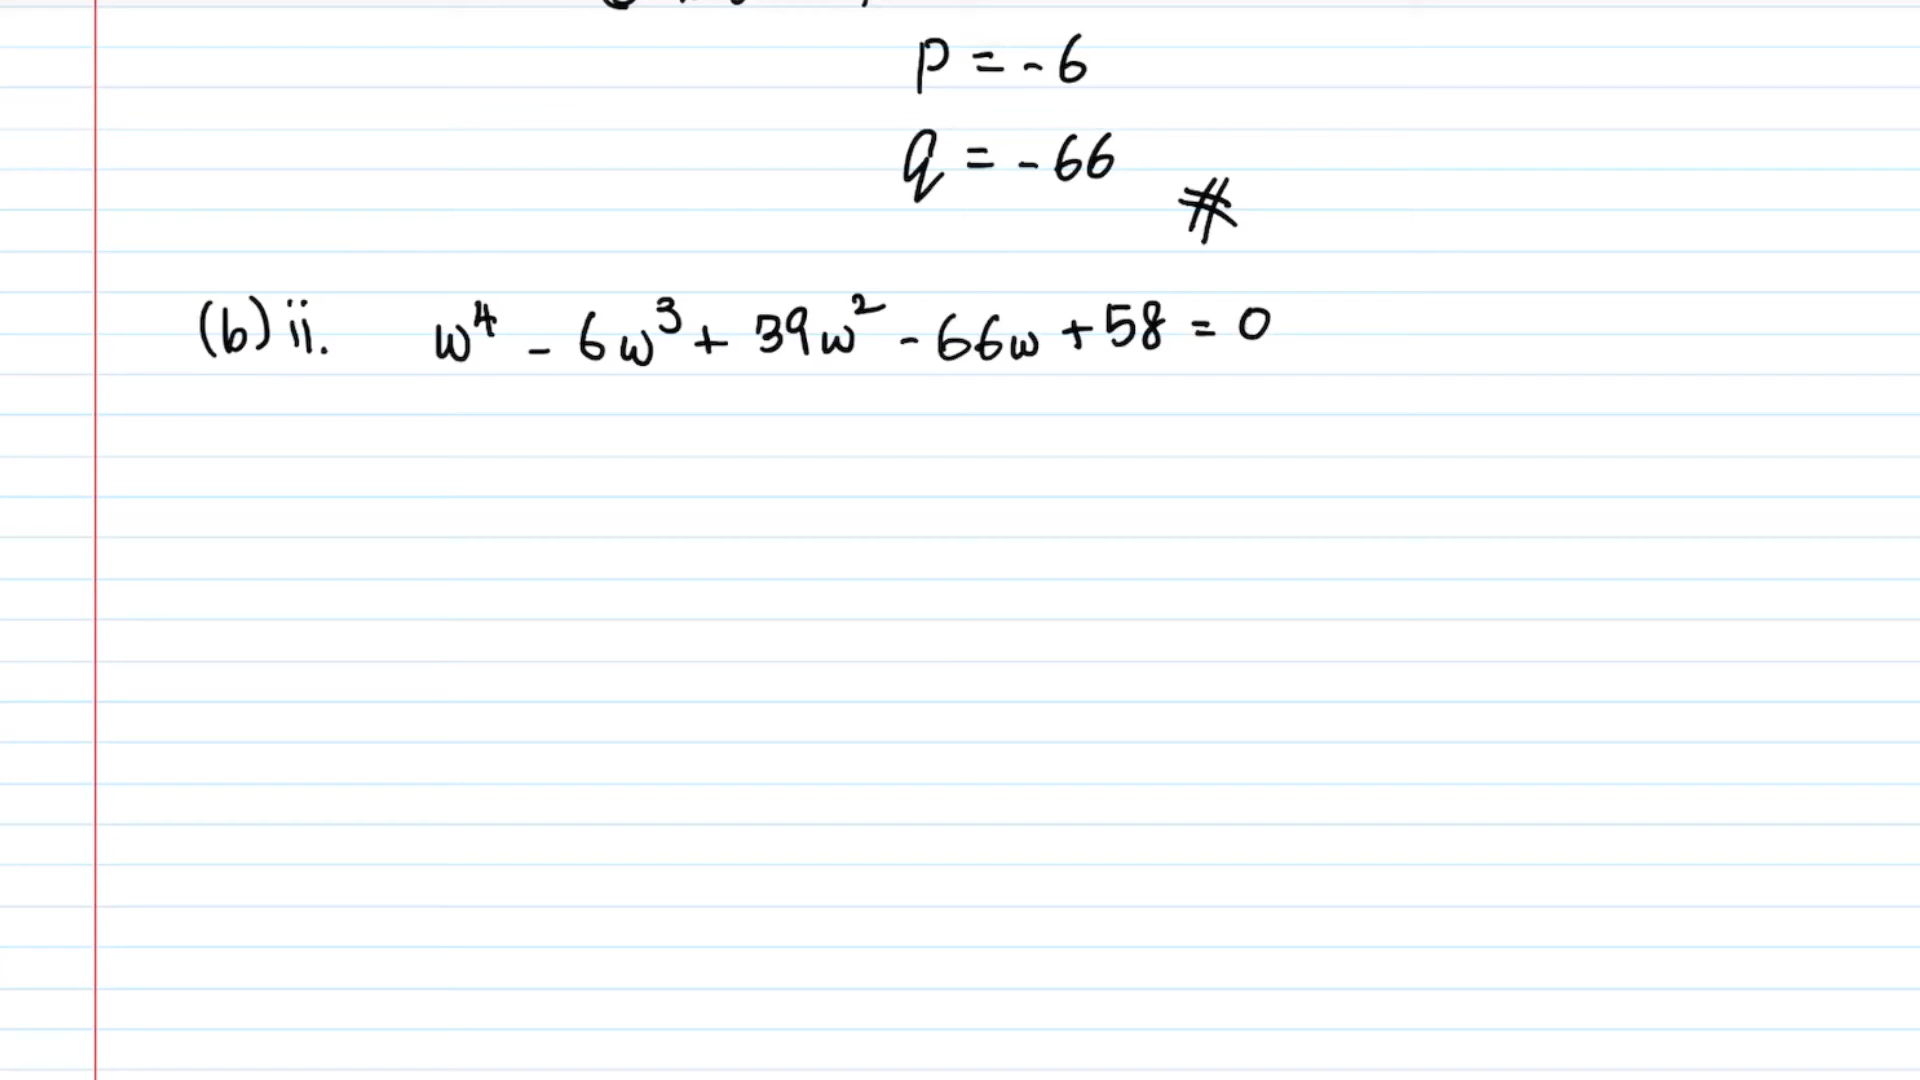 p = -6
q = -66
#
(b) ii. w⁴ - 6w³ + 39w² - 66w + 58 = 0